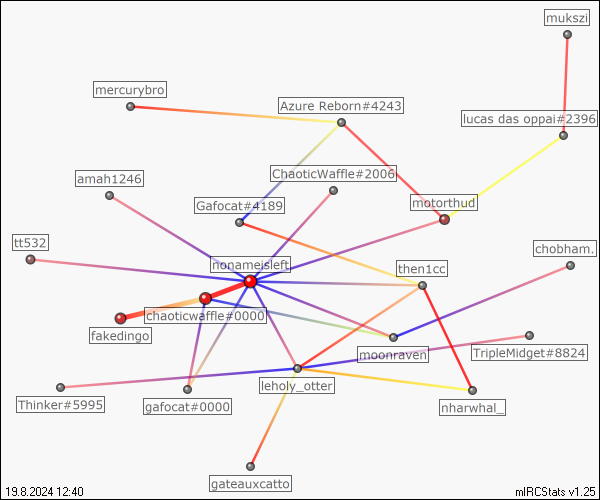 mukszi
mercurybro
Azure Reborn#4243
lucas das oppai#2396
ChaoticWaffle#2006
amah1246
Gafocat#4189
motorthud
tt532
chobham.
nonameisleft
then1cc
chaoticwaffle#0000
fakedingo
moonraven
TripleMidget#8824
leholy_otter
Thinker#5995
gafocat#0000
nharwhal_
gateauxcatto
19.8.2024 12:40
mIRCStats v1.25